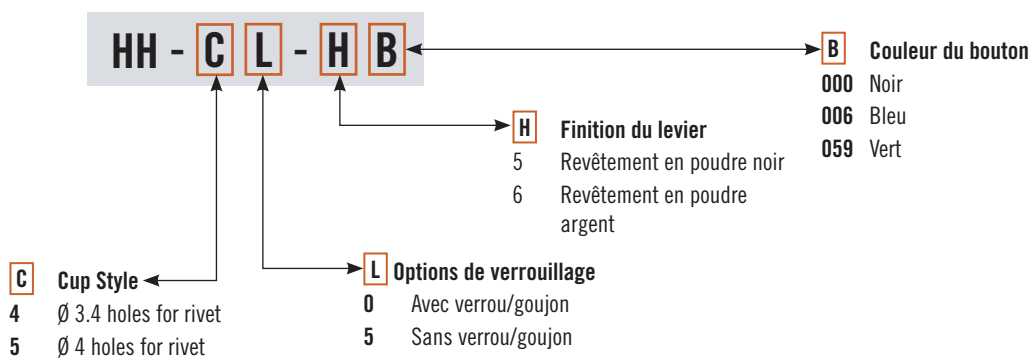 HH - C L - H B
B Couleur du bouton
000 Noir
006 Bleu
059 Vert
H Finition du levier
5 Revêtement en poudre noir
6 Revêtement en poudre
argent
C Cup Style
4 Ø 3.4 holes for rivet
5 Ø 4 holes for rivet
L Options de verrouillage
0 Avec verrou/goujon
5 Sans verrou/goujon